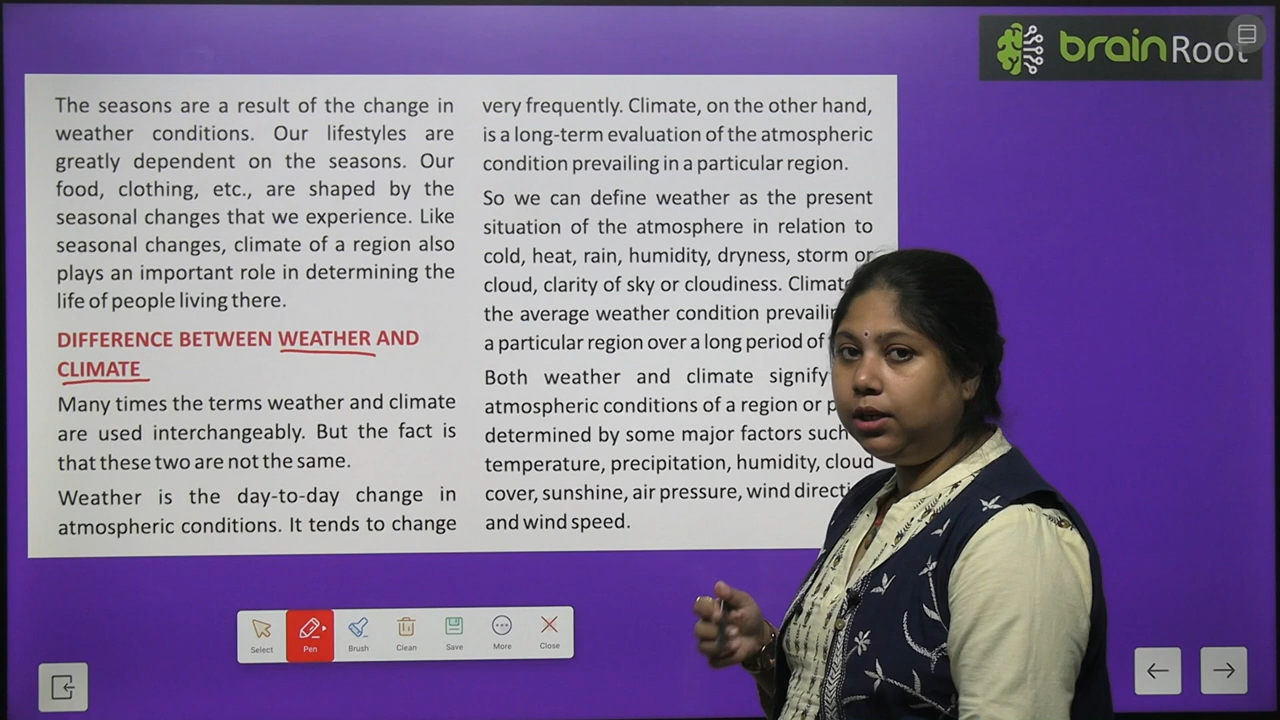 brainRoot
The seasons are a result of the change in
weather conditions. Our lifestyles are
greatly dependent on the seasons. Our
food, clothing, etc., are shaped by the
seasonal changes that we experience. Like
seasonal changes, climate of a region also
plays an important role in determining the
life of people living there.
DIFFERENCE BETWEEN WEATHER AND
CLIMATE
Many times the terms weather and climate
are used interchangeably. But the fact is
that these two are not the same.
Weather is the day-to-day change in
atmospheric conditions. It tends to change
very frequently. Climate, on the other hand,
is a long-term evaluation of the atmospheric
condition prevailing in a particular region.
So we can define weather as the present
situation of the atmosphere in relation to
cold, heat, rain, humidity, dryness, storm or
cloud, clarity of sky or cloudiness. Climate
the average weather condition
a particular region over a long period of
Both weather and climate signify
atmospheric conditions of a region or
determined by some major factors such
temperature, precipitation, humidity, cloud
cover, sunshine, air pressure, wind
and wind speed.
Select
Pen
Brush
Clean
Save
More
Close